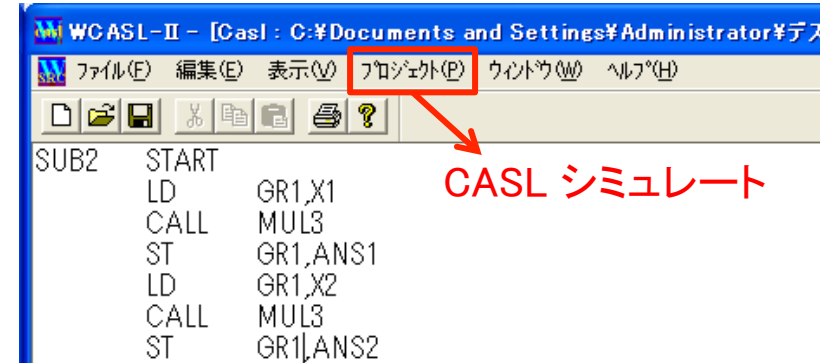 WCASL-II - [Casl : C:¥Documents and Settings¥Administrator¥デス
ファイル(F) 編集(E) 表示(V) プロジェクト(P) ウィンドウ(W) ヘルプ(H)
SUB2 START
LD GR1,X1
CASL シミュレート
CALL MUL3
ST GR1,ANS1
LD GR1,X2
CALL MUL3
ST GR1,ANS2